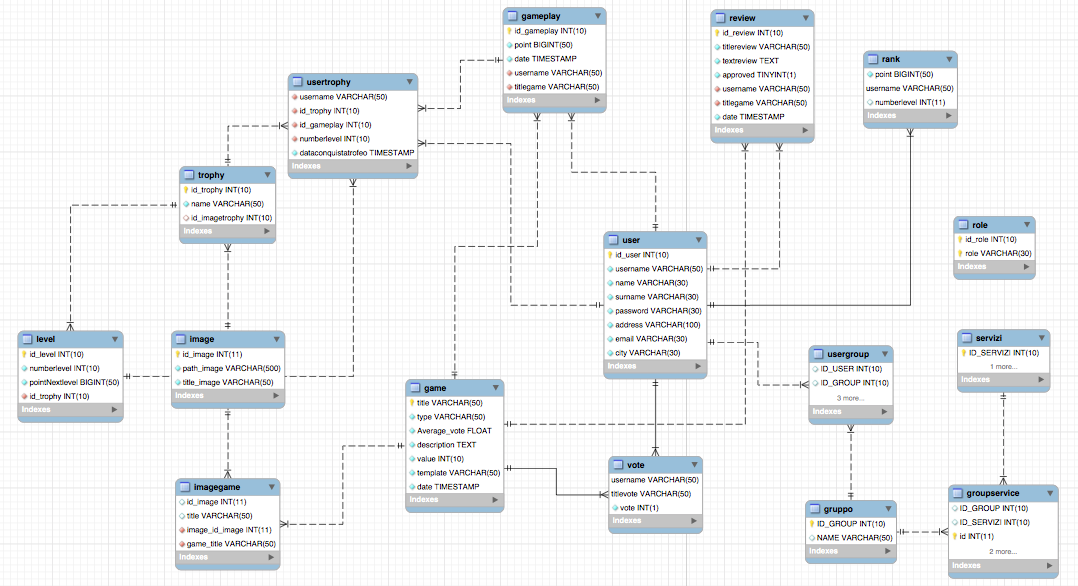 gameplay
id_gameplay INT(10)
point BIGINT(50)
date TIMESTAMP
username VARCHAR(50)
titlegame VARCHAR(50)
Indexes
review
id_review INT(10)
titlereview VARCHAR(50)
textreview TEXT
approved TINYINT(1)
username VARCHAR(50)
titlegame VARCHAR(50)
date TIMESTAMP
Indexes
rank
point BIGINT(50)
username VARCHAR(50)
numberlevel INT(11)
Indexes
usertrophy
username VARCHAR(50)
id_trophy INT(10)
id_gameplay INT(10)
numberlevel INT(10)
dataconquistatrofeo TIMESTAMP
Indexes
trophy
id_trophy INT(10)
name VARCHAR(50)
id_imagetrophy INT(10)
Indexes
user
id_user INT(10)
username VARCHAR(50)
name VARCHAR(30)
surname VARCHAR(30)
password VARCHAR(30)
address VARCHAR(100)
email VARCHAR(30)
city VARCHAR(30)
Indexes
role
id_role INT(10)
role VARCHAR(30)
Indexes
level
id_level INT(10)
numberlevel INT(10)
pointNextlevel BIGINT(50)
id_trophy INT(10)
Indexes
image
id_image INT(11)
path_image VARCHAR(500)
title_image VARCHAR(50)
Indexes
game
title VARCHAR(50)
type VARCHAR(50)
Average_vote FLOAT
description TEXT
value INT(10)
template VARCHAR(50)
date TIMESTAMP
Indexes
usergroup
ID_USER INT(10)
ID_GROUP INT(10)
3 more...
Indexes
servizi
ID_SERVIZI INT(10)
1 more...
Indexes
vote
username VARCHAR(50)
titlevote VARCHAR(50)
vote INT(1)
Indexes
imagegame
id_image INT(11)
title VARCHAR(50)
image_id_image INT(11)
game_title VARCHAR(50)
Indexes
gruppo
ID_GROUP INT(10)
NAME VARCHAR(50)
Indexes
groupservice
ID_GROUP INT(10)
ID_SERVIZI INT(10)
id INT(11)
2 more...
Indexes